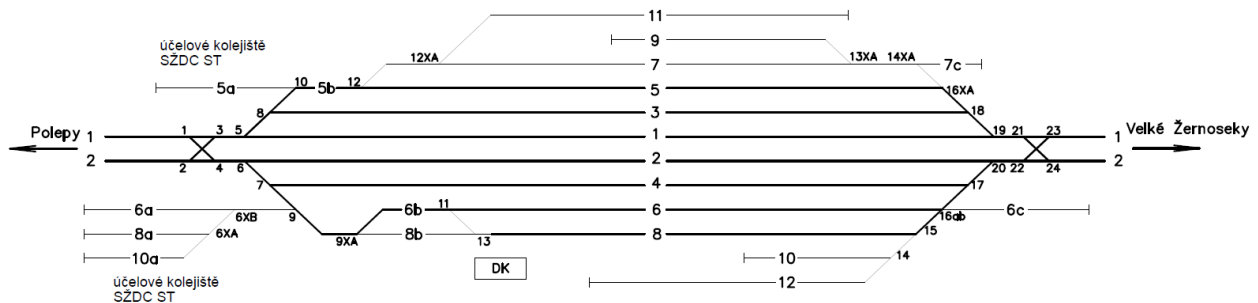 11
účelové kolejiště
SŽDC ST
9
12XA
7
13XA 14XA
7c
5a
10
5b
12
5
16XA
8
3
18
Polepy
1
1
3
5
1
19
21
23
1
Velké Žernoseky
2
2
4
6
2
20
22
24
2
7
4
17
6a
6XB
9
6b
11
6
16ab
6c
8a
6XA
9XA
8b
13
8
15
10a
DK
10
14
účelové kolejiště
SŽDC ST
12